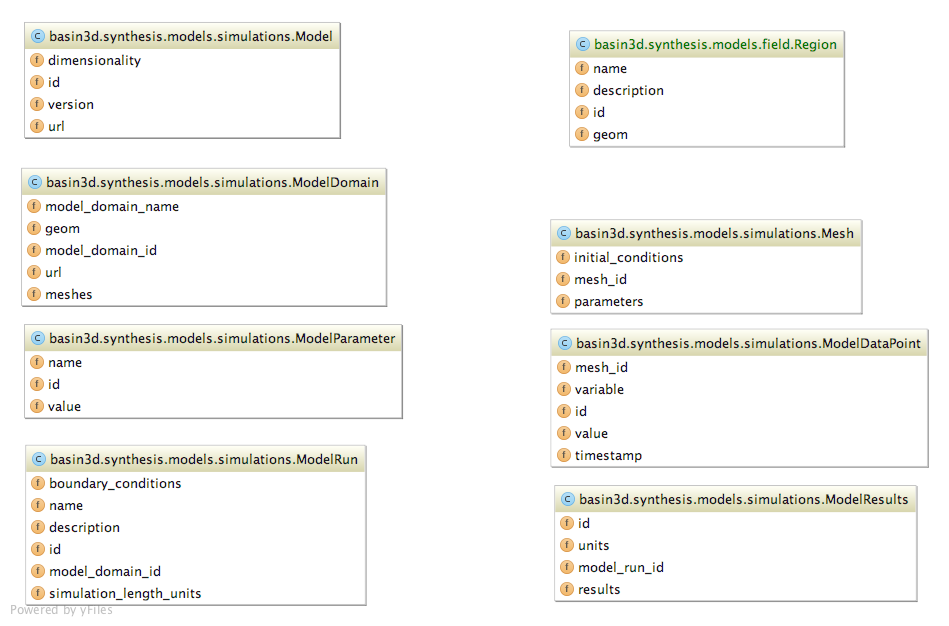 basin3d.synthesis.models.simulations.Model
dimensionality
id
version
url
basin3d.synthesis.models.simulations.ModelDomain
model_domain_name
geom
model_domain_id
url
meshes
basin3d.synthesis.models.simulations.ModelParameter
name
id
value
basin3d.synthesis.models.simulations.ModelRun
boundary_conditions
name
description
id
model_domain_id
simulation_length_units
Powered by yFiles
basin3d.synthesis.models.field.Region
name
description
id
geom
basin3d.synthesis.models.simulations.Mesh
initial_conditions
mesh_id
parameters
basin3d.synthesis.models.simulations.ModelDataPoint
mesh_id
variable
id
value
timestamp
basin3d.synthesis.models.simulations.ModelResults
id
units
model_run_id
results